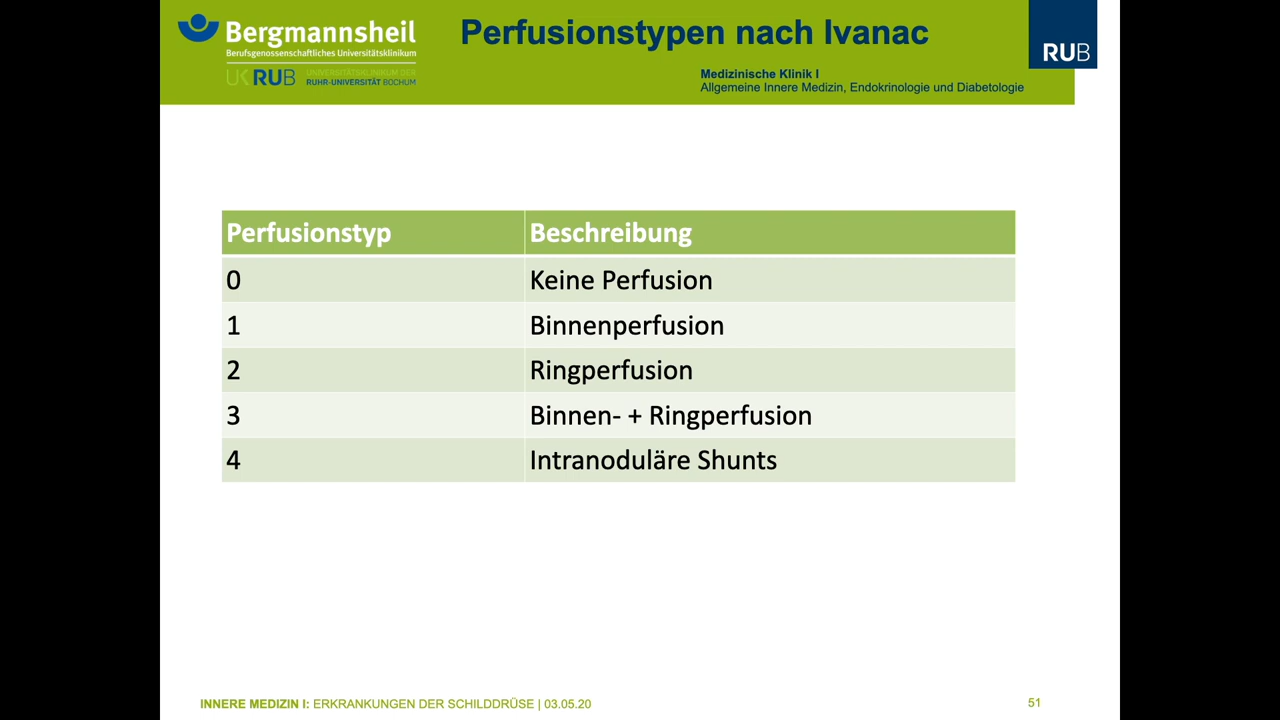 Bergmannsheil
Berufsgenossenschaftliches Universitätsklinikum
UK RUB UNIVERSITÄTSKLINIKUM DER
RUHR-UNIVERSITÄT BOCHUM
Perfusionstypen nach Ivanac
Medizinische Klinik I
Allgemeine Innere Medizin, Endokrinologie und Diabetologie
RUB
Perfusionstyp Beschreibung
0 Keine Perfusion
1 Binnenperfusion
2 Ringperfusion
3 Binnen- + Ringperfusion
4 Intranoduläre Shunts
INNERE MEDIZIN I: ERKRANKUNGEN DER SCHILDDRÜSE | 03.05.20
51